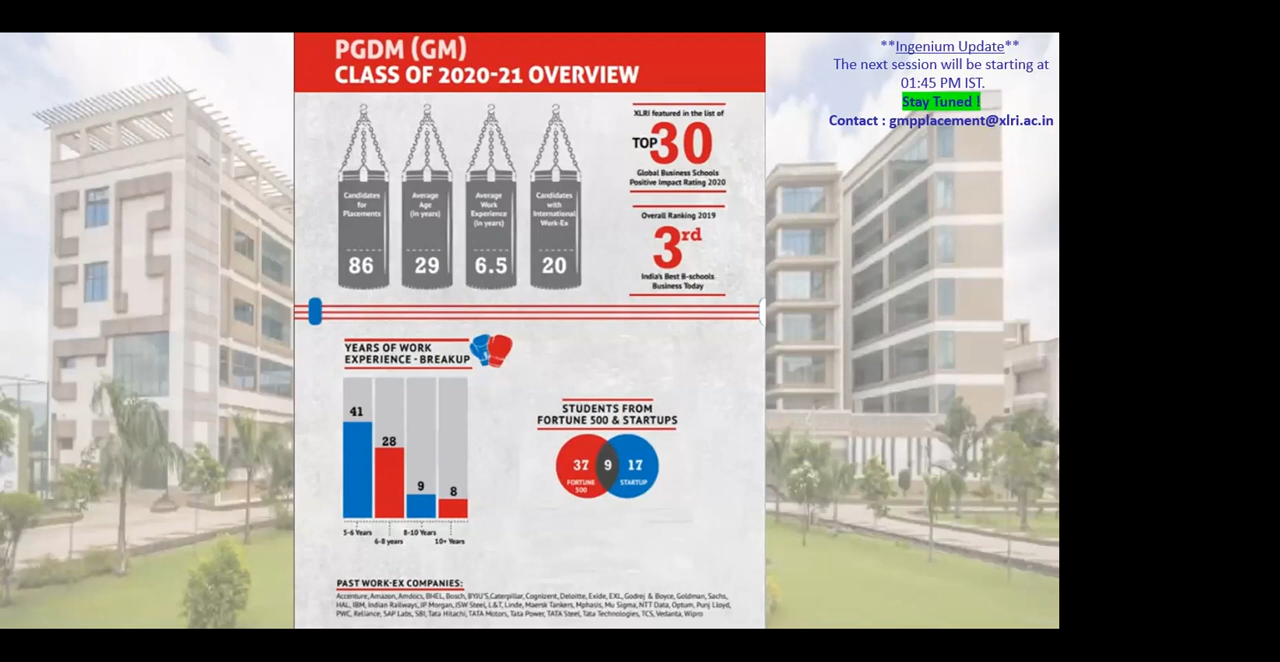 PGDM (GM)
CLASS OF 2020-21 OVERVIEW
**Ingenium Update**
The next session will be starting at
01:45 PM IST.
Stay Tuned !
Contact : gmpplacement@xlri.ac.in
Candidates
for
Placements
86
Average
Age
(in years)
29
Average
Work
Experience
(in years)
6.5
Candidates
with
International
Work-Ex
20
XLRI featured in the list of
TOP 30
Global Business Schools
Positive Impact Rating 2020
Overall Ranking 2019
3rd
India's Best B-schools
Business Today
YEARS OF WORK
EXPERIENCE - BREAKUP
41
28
9
8
5-6 Years
6-8 years
8-10 Years
10+ Years
STUDENTS FROM
FORTUNE 500 & STARTUPS
37 9 17
FORTUNE
500
STARTUP
PAST WORK-EX COMPANIES:
Accenture, Amazon, Amdocs, BHEL, Bosch, BYJU'S,Caterpillar, Cognizent, Deloitte, Exide, EXL, Godrej & Boyce, Goldman, Sachs,
HAL, IBM, Indian Railways, JP Morgan, JSW Steel, L&T, Linde, Maersk Tankers, Mphasis, Mu Sigma, NTT Data, Optum, Punj Lloyd,
PWC, Reliance, SAP Labs, SBI, Tata Hitachi, TATA Motors, Tata Power, TATA Steel, Tata Technologies, TCS, Vedanta, Wipro